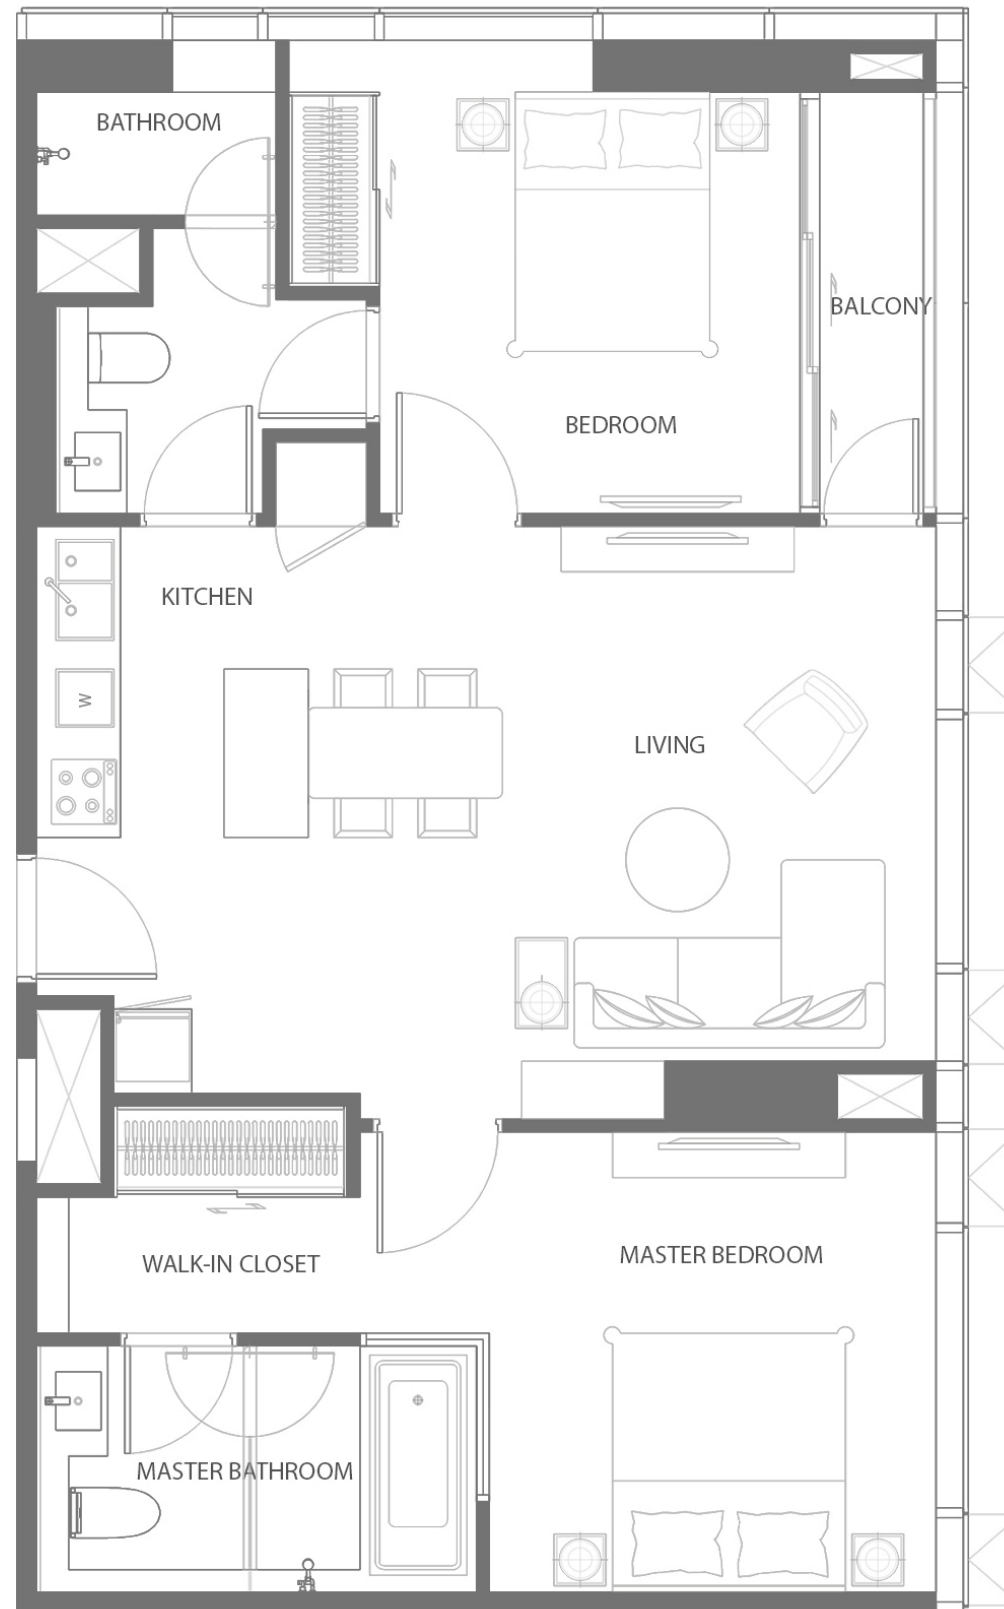 BATHROOM
BALCONY
BEDROOM
KITCHEN
W
LIVING
WALK-IN CLOSET
MASTER BEDROOM
MASTER BATHROOM